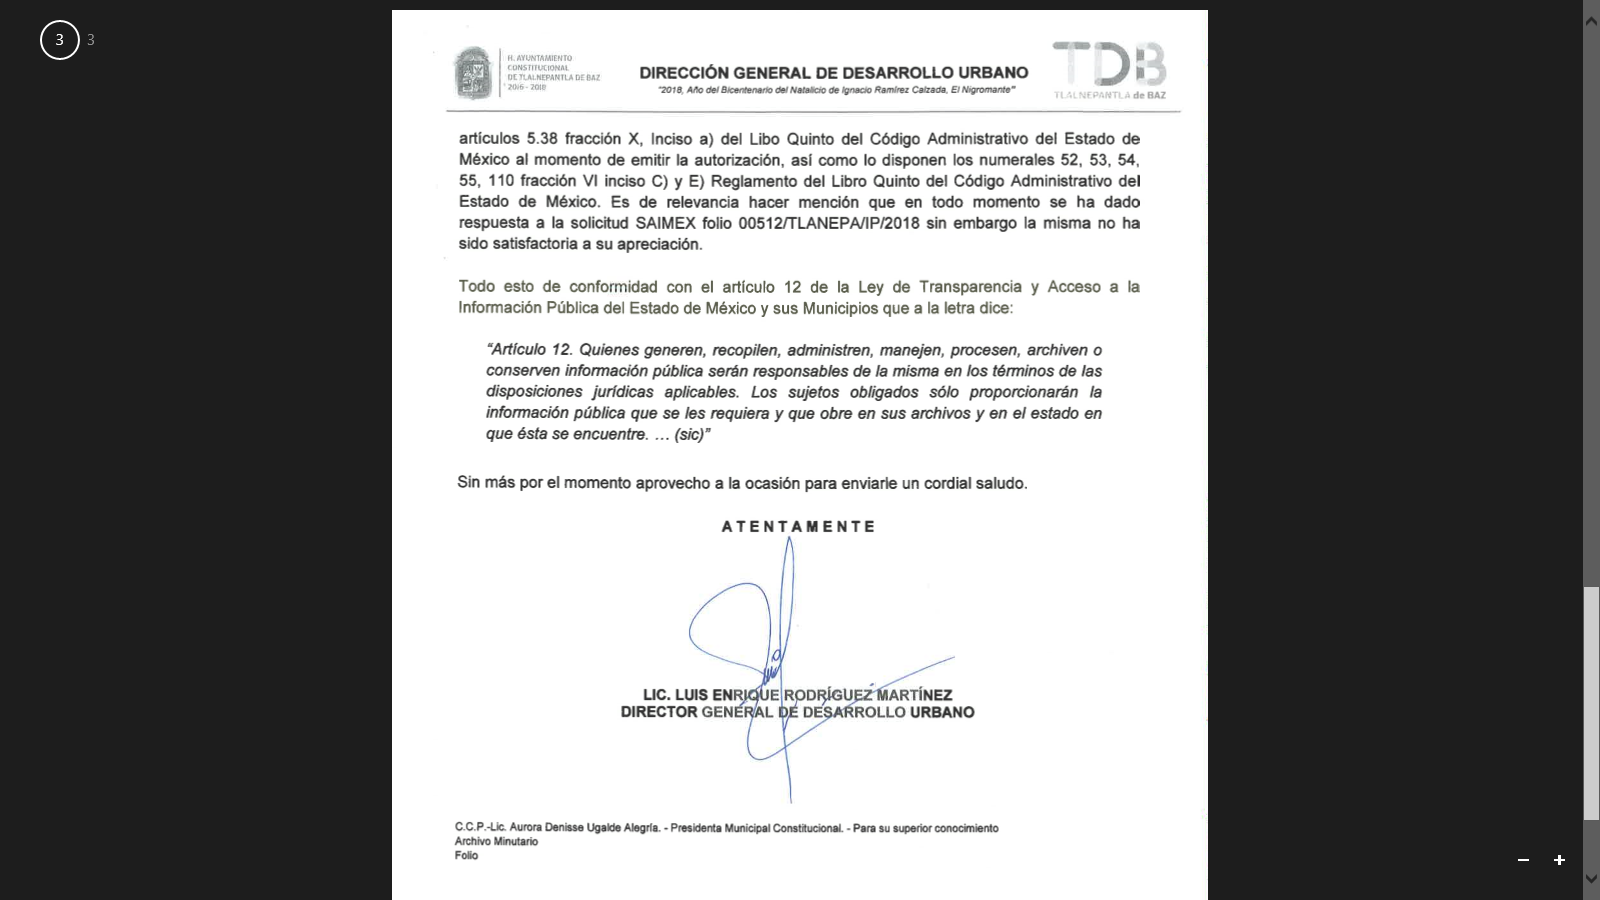 3 3
H. AYUNTAMIENTO
CONSTITUCIONAL
DE TLALNEPANTLA DE BAZ
2016 - 2018
DIRECCIÓN GENERAL DE DESARROLLO URBANO
"2018, Año del Bicentenario del Natalicio de Ignacio Ramírez Calzada, El Nigromante"
TDB
TLALNEPANTLA de BAZ
artículos 5.38 fracción X, Inciso a) del Libo Quinto del Código Administrativo del Estado de
México al momento de emitir la autorización, así como lo disponen los numerales 52, 53, 54,
55, 110 fracción VI inciso C) y E) Reglamento del Libro Quinto del Código Administrativo del
Estado de México. Es de relevancia hacer mención que en todo momento se ha dado
respuesta a la solicitud SAIMEX folio 00512/TLANEPA/IP/2018 sin embargo la misma no ha
sido satisfactoria a su apreciación.
Todo esto de conformidad con el artículo 12 de la Ley de Transparencia y Acceso a la
Información Pública del Estado de México y sus Municipios que a la letra dice:
"Artículo 12. Quienes generen, recopilen, administren, manejen, procesen, archiven o
conserven información pública serán responsables de la misma en los términos de las
disposiciones jurídicas aplicables. Los sujetos obligados sólo proporcionarán la
información pública que se les requiera y que obre en sus archivos y en el estado en
que ésta se encuentre. … (sic)"
Sin más por el momento aprovecho a la ocasión para enviarle un cordial saludo.
A T E N T A M E N T E
LIC. LUIS ENRIQUE RODRÍGUEZ MARTÍNEZ
DIRECTOR GENERAL DE DESARROLLO URBANO
C.C.P.-Lic. Aurora Denisse Ugalde Alegría. - Presidenta Municipal Constitucional. - Para su superior conocimiento
Archivo Minutario
Folio